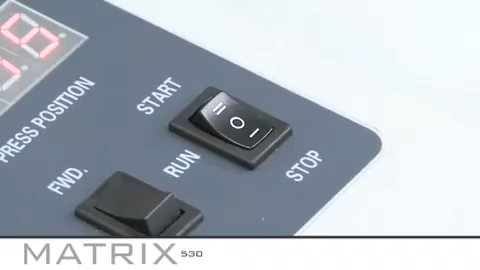 PRESS POSITION
START
RUN
STOP
FWD.
MATRIX 530